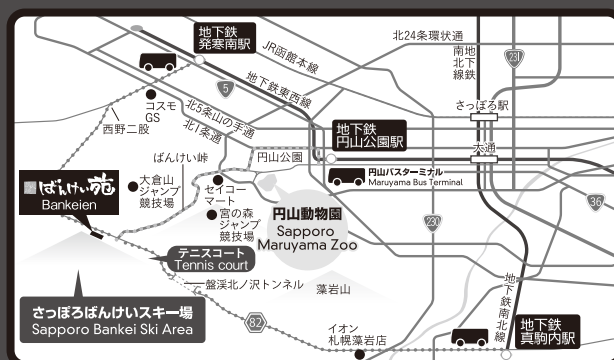 地下鉄
発寒南駅
JR函館本線
北24条環状通
地下鉄
南北線
231
5
地下鉄東西線
コスモ
GS
北5条山の手通
北1条通
さっぽろ駅
西野二股
地下鉄
円山公園駅
大通
ばんけい峠
円山公園
円山バスターミナル
Maruyama Bus Terminal
ばんけい苑
Bankeien
大倉山
ジャンプ
競技場
セイコー
マート
36
宮の森
ジャンプ
競技場
円山動物園
Sapporo
Maruyama Zoo
230
テニスコート
Tennis court
盤渓北ノ沢トンネル
藻岩山
地下鉄南北線
さっぽろばんけいスキー場
Sapporo Bankei Ski Area
82
イオン
札幌藻岩店
地下鉄
真駒内駅